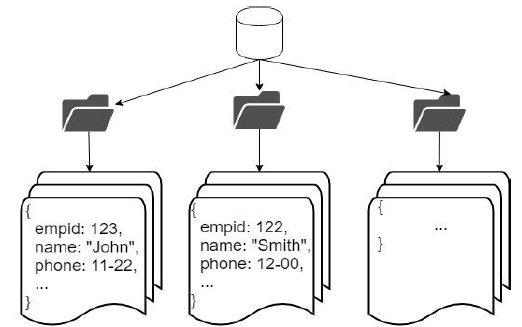 {
empid: 123,
name: "John",
phone: 11-22,
...
}
{
empid: 122,
name: "Smith",
phone: 12-00,
...
}
{
...
}